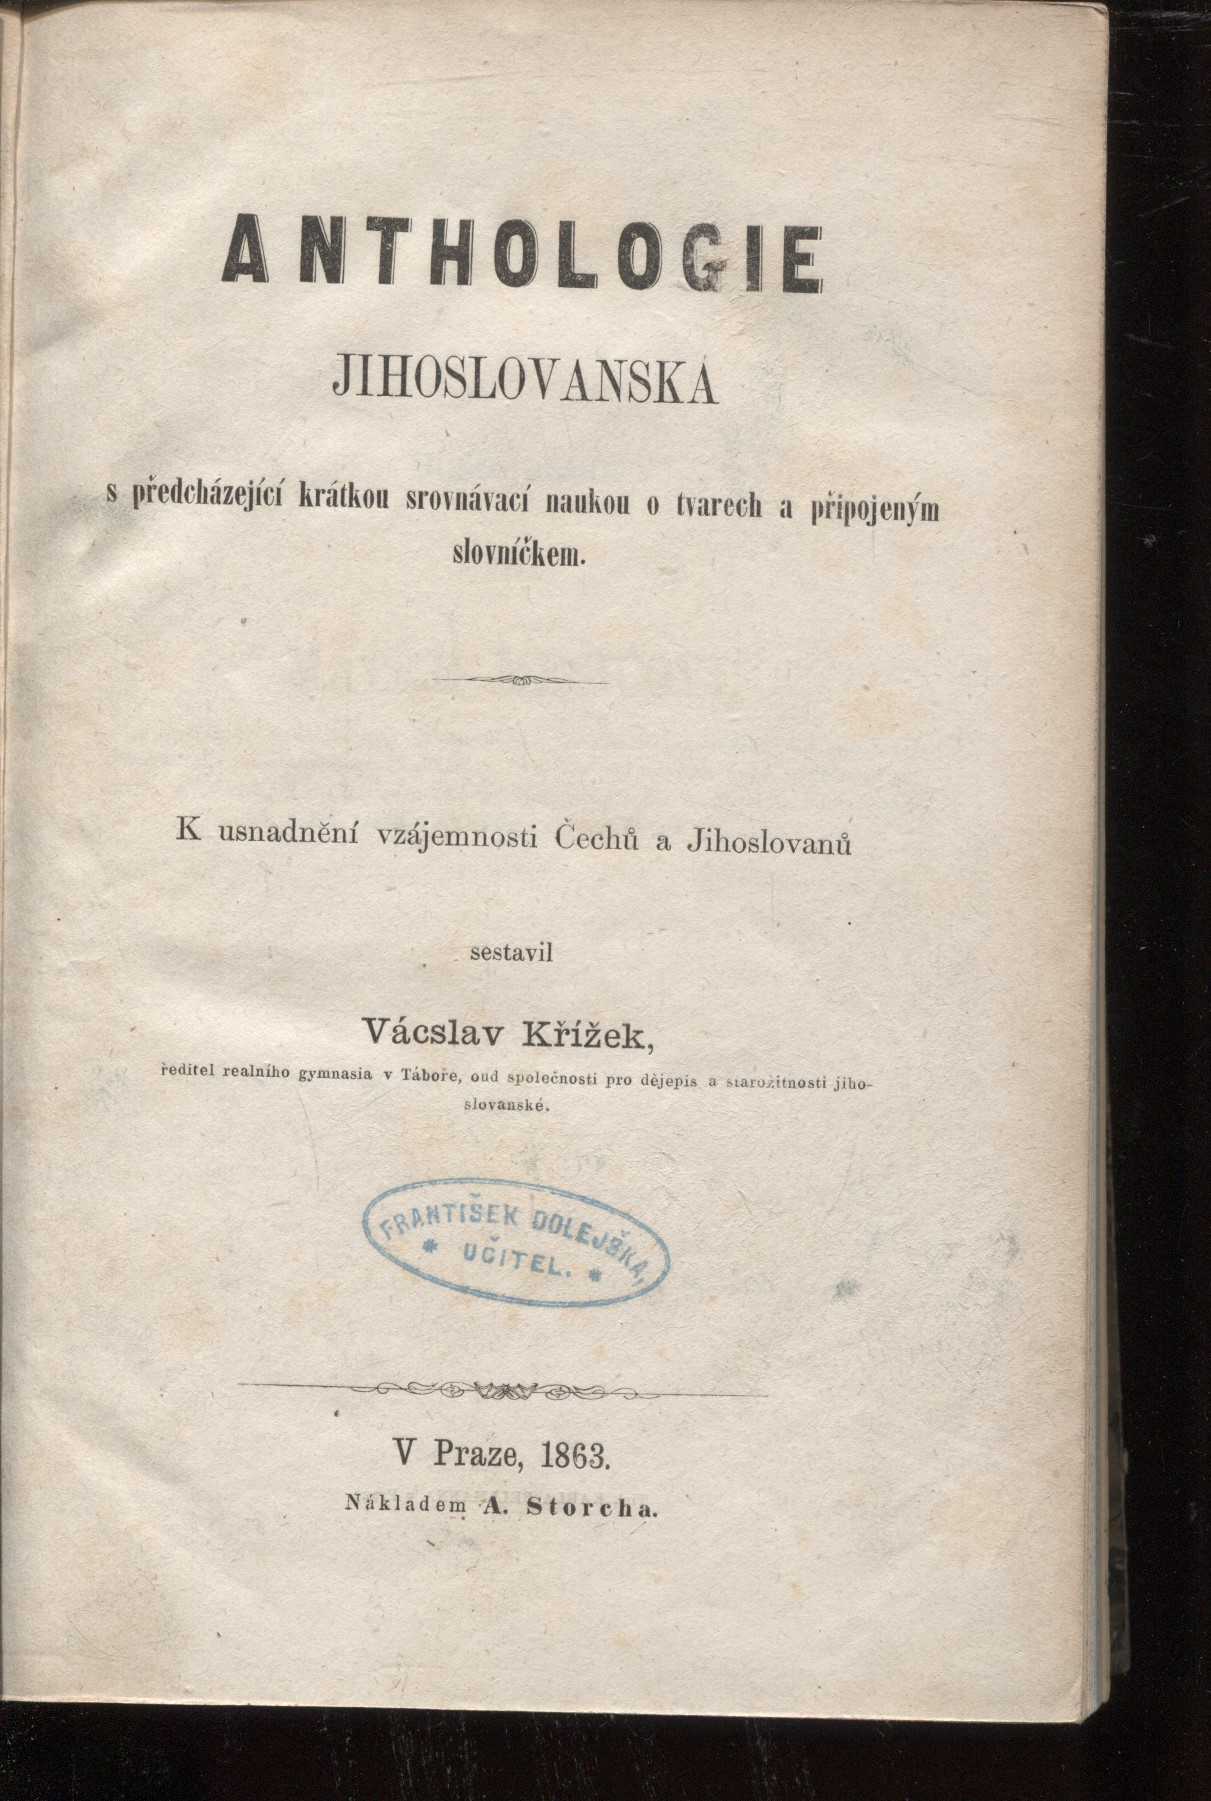 ANTHOLOGIE
JIHOSLOVANSKÁ
s předcházející krátkou srovnávací naukou o tvarech a připojeným
slovníčkem.
K usnadnění vzájemnosti Čechů a Jihoslovanů
sestavil
Vácslav Křížek,
ředitel realního gymnasia v Táboře, oud společnosti pro dějepis a starožitnosti jiho-
slovanské.
FRANTIŠEK DOLEJŠKA,
* UČITEL. *
V Praze, 1863.
Nákladem A. Storcha.